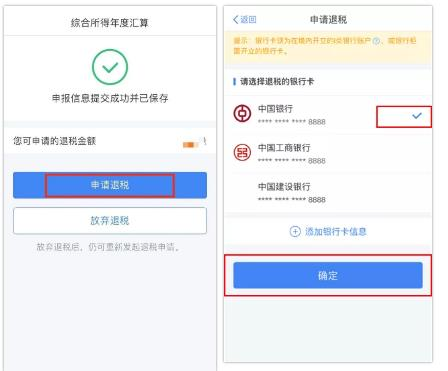 综合所得年度汇算
申报信息提交成功并已保存
您可申请的退税金额
申请退税
放弃退税
放弃退税后，仍可重新发起退税申请。
返回
申请退税
提示：银行卡须为在境内开立的I类银行账户，或银行柜
面开立的银行卡。
请选择退税的银行卡
中国银行
**** **** **** 8888
中国工商银行
**** **** **** 8888
中国建设银行
**** **** **** 8888
添加银行卡信息
确定